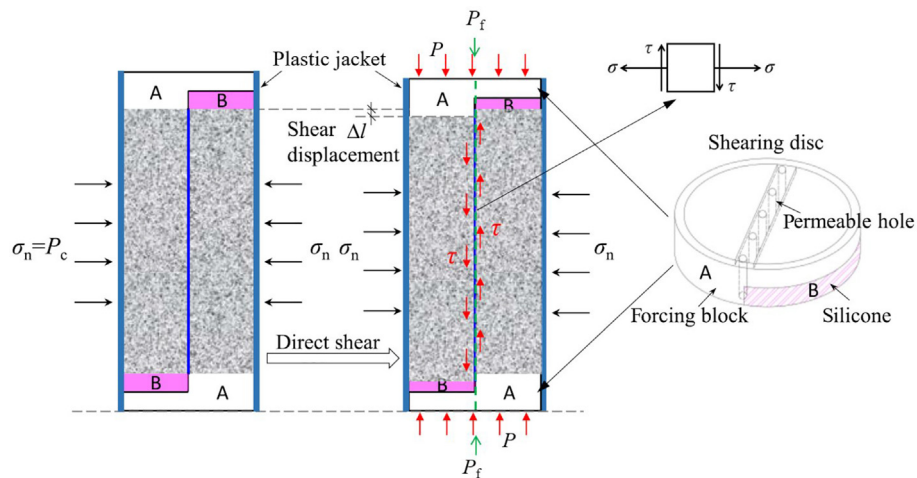 P_f
P
Plastic jacket
A
B
A
B
Shear Δl
displacement
τ
σ
σ
τ
Shearing disc
Permeable hole
A
B
Forcing block
Silicone
σ_n=P_c
σ_n
σ_n
τ
τ
σ_n
Direct shear
B
A
B
A
P
P_f